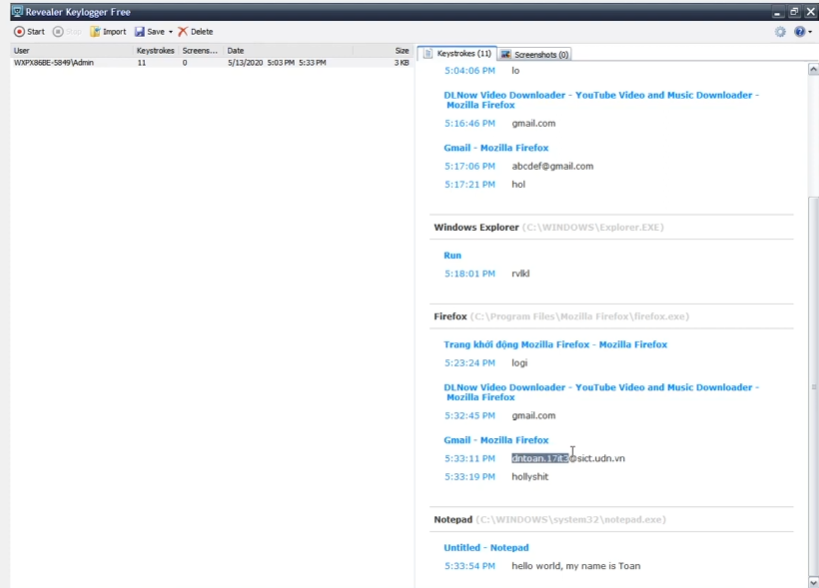 Revealer Keylogger Free
Start Import Save Delete
User Keystrokes Screens... Date Size
WXPX86BE-5849\Admin 11 0 5/13/2020 5:03 PM 5:33 PM 3 KB
Keystrokes (11) Screenshots (0)
5:04:06 PM lo
DLNow Video Downloader - YouTube Video and Music Downloader -
Mozilla Firefox
5:16:46 PM gmail.com
Gmail - Mozilla Firefox
5:17:06 PM abcdef@gmail.com
5:17:21 PM hol
Windows Explorer (C:\WINDOWS\Explorer.EXE)
Run
5:18:01 PM rvlkl
Firefox (C:\Program Files\Mozilla Firefox\firefox.exe)
Trang khởi động Mozilla Firefox - Mozilla Firefox
5:23:24 PM logi
DLNow Video Downloader - YouTube Video and Music Downloader -
Mozilla Firefox
5:32:45 PM gmail.com
Gmail - Mozilla Firefox
5:33:11 PM dntoan.17it3@sict.udn.vn
5:33:19 PM hollyshit
Notepad (C:\WINDOWS\system32\notepad.exe)
Untitled - Notepad
5:33:54 PM hello world, my name is Toan